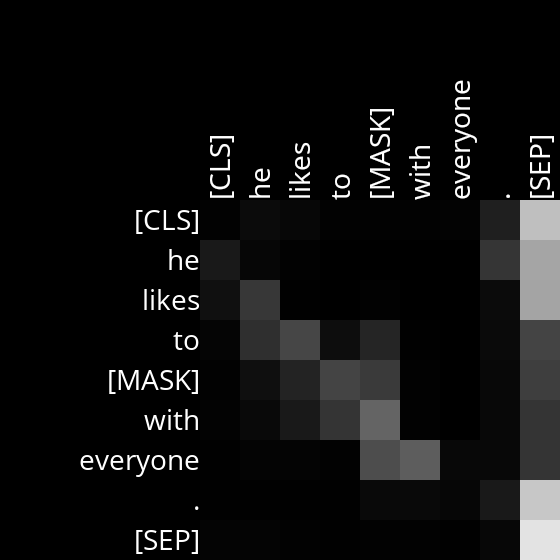 [CLS] he likes to [MASK] with everyone . [SEP]
[CLS]
he
likes
to
[MASK]
with
everyone
.
[SEP]